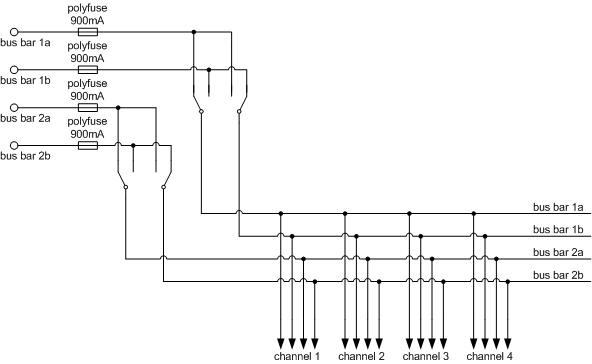 polyfuse
900mA
bus bar 1a
polyfuse
900mA
bus bar 1b
polyfuse
900mA
bus bar 2a
polyfuse
900mA
bus bar 2b
bus bar 1a
bus bar 1b
bus bar 2a
bus bar 2b
channel 1 channel 2 channel 3 channel 4